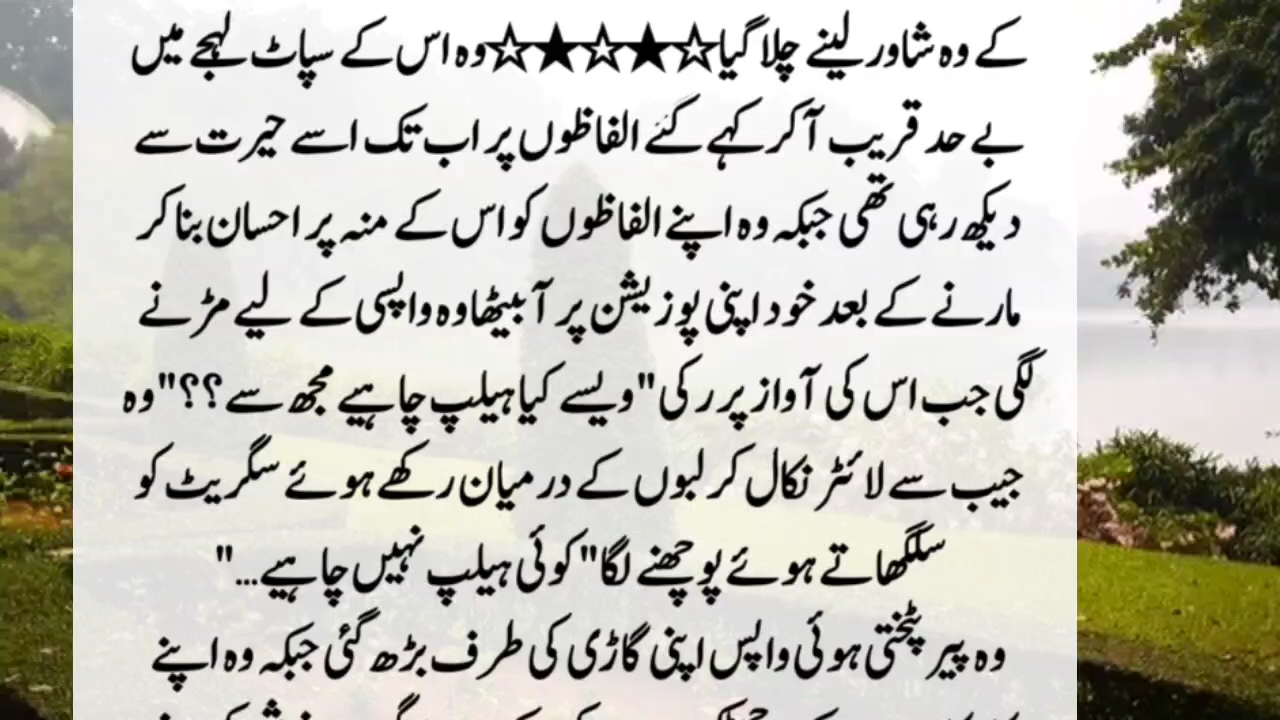 کے وہ شاور لینے چلا گیا☆★☆★☆وہ اس کے سپاٹ لہجے میں
بے حد قریب آکر کہے گئے الفاظوں پر اب تک اسے حیرت سے
دیکھ رہی تھی جبکہ وہ اپنے الفاظوں کو اس کے منہ پر احسان بنا کر
مارنے کے بعد خود اپنی پوزیشن پر آبیٹھا وہ واپسی کے لیے مڑنے
لگی جب اس کی آواز پر رکی "ویسے کیا ہیلپ چاہیے مجھ سے؟؟" وہ
جیب سے لائٹر نکال کر لبوں کے درمیان رکھے ہوئے سگریٹ کو
سلگھاتے ہوئے پوچھنے لگا "کوئی ہیلپ نہیں چاہیے..."
وہ پیر پٹختی ہوئی واپس اپنی گاڑی کی طرف بڑھ گئی جبکہ وہ اپنے